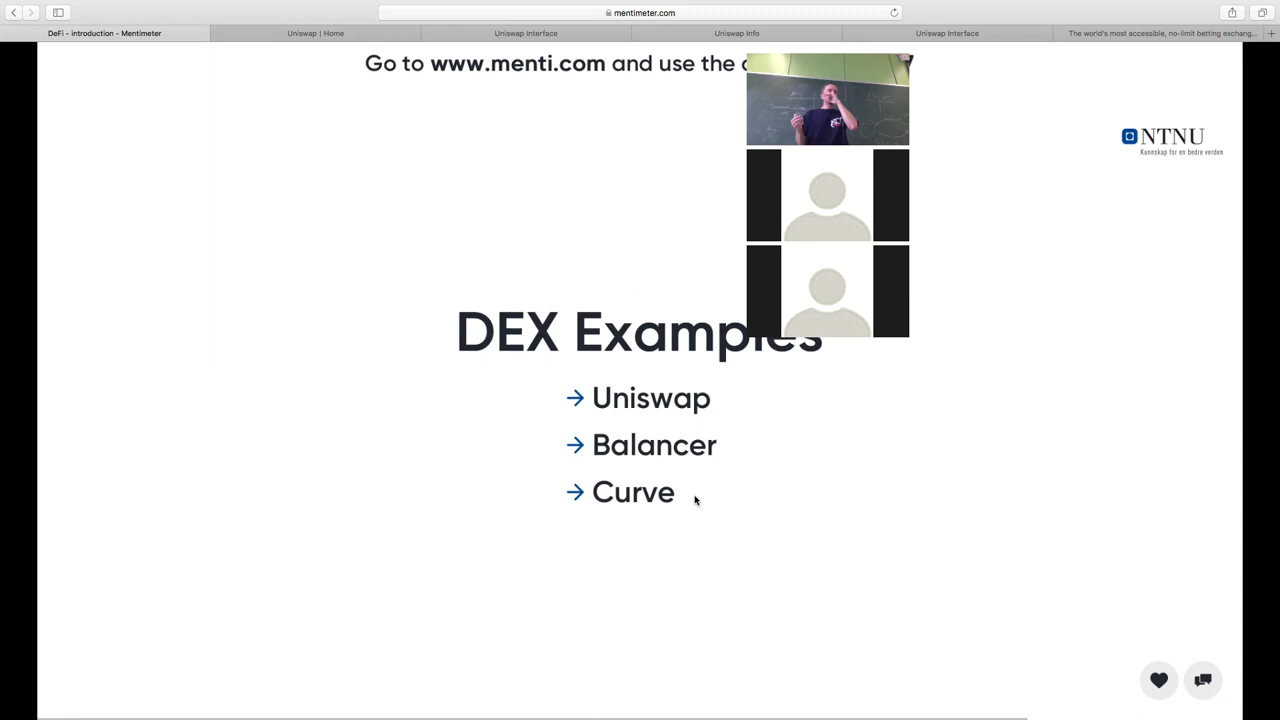 mentimeter.com
DeFi - introduction - Mentimeter
Uniswap | Home
Uniswap Interface
Uniswap Info
Uniswap Interface
The world's most accessible, no-limit betting exchang...
Go to www.menti.com and use the
NTNU
Kunnskap for en bedre verden
DEX Examples
→ Uniswap
→ Balancer
→ Curve